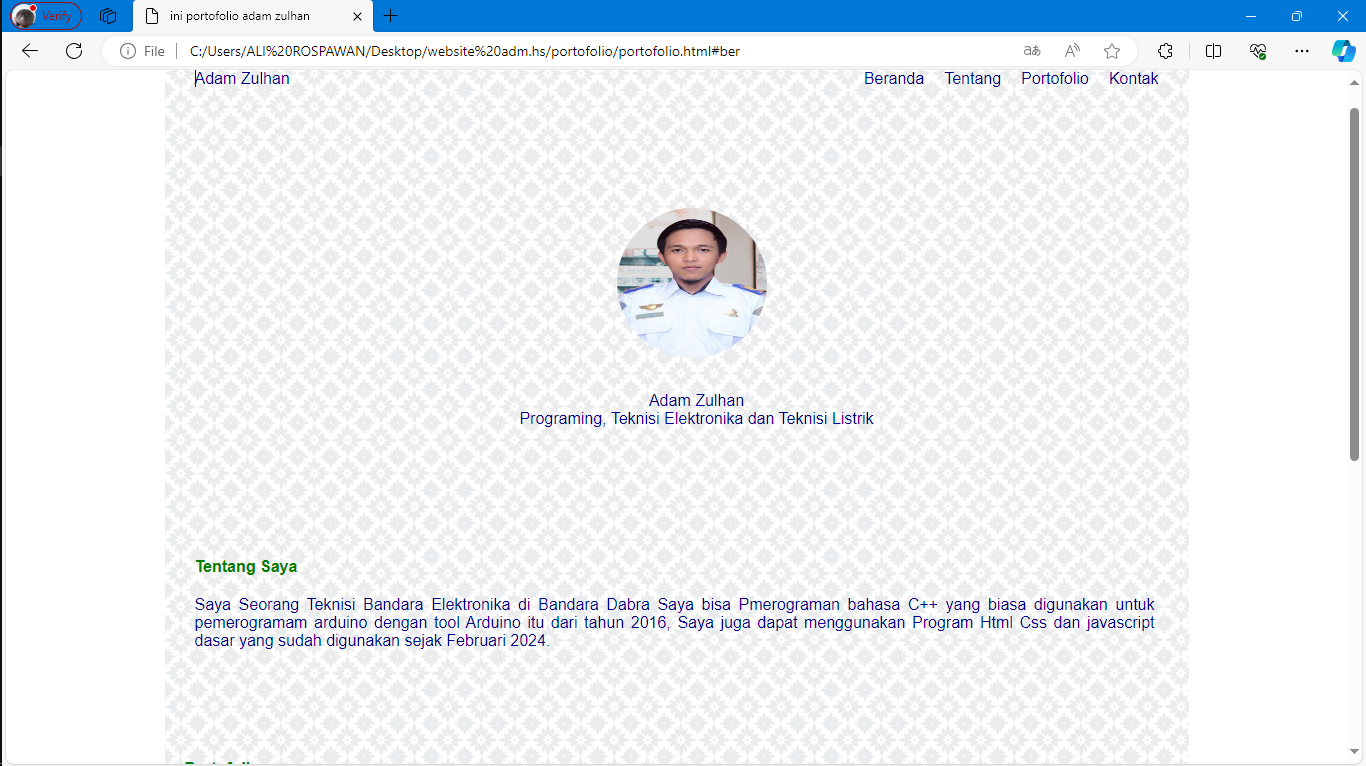 Verify
ini portofolio adam zulhan
File
C:/Users/ALI%20ROSPAWAN/Desktop/website%20adm.hs/portofolio/portofolio.html#ber
Adam Zulhan
Beranda Tentang Portofolio Kontak
Adam Zulhan
Programing, Teknisi Elektronika dan Teknisi Listrik
Tentang Saya
Saya Seorang Teknisi Bandara Elektronika di Bandara Dabra Saya bisa Pmerograman bahasa C++ yang biasa digunakan untuk
pemerogramam arduino dengan tool Arduino itu dari tahun 2016, Saya juga dapat menggunakan Program Html Css dan javascript
dasar yang sudah digunakan sejak Februari 2024.